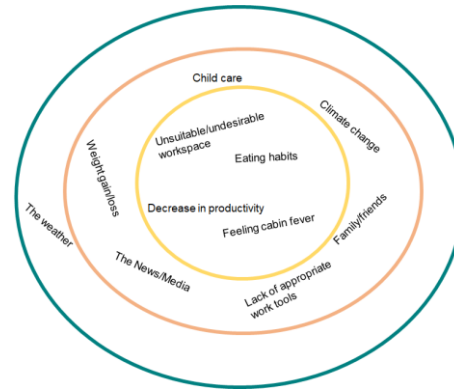 Child care
Climate change
Unsuitable/undesirable
workspace
Eating habits
Weight gain/loss
Decrease in productivity
Feeling cabin fever
Family/friends
The weather
The News/Media
Lack of appropriate
work tools